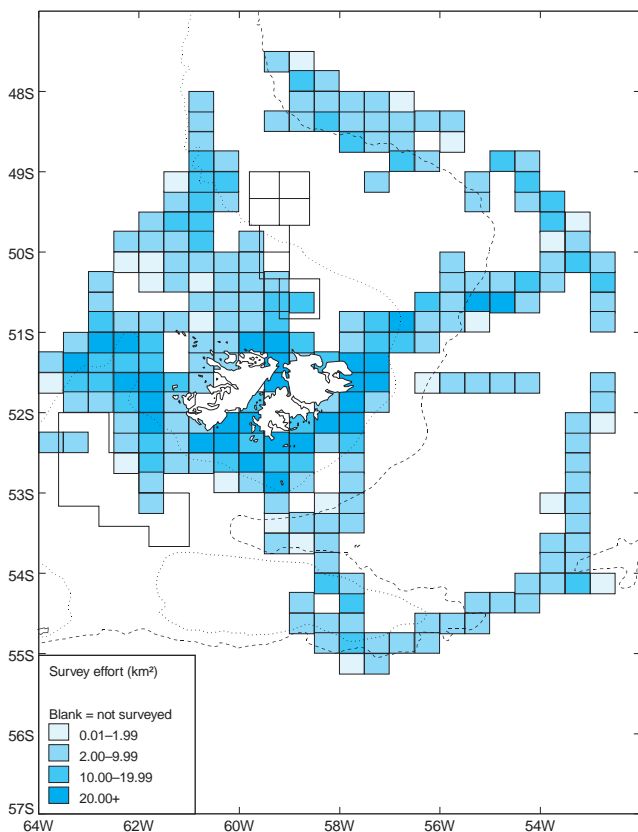 48S
49S
50S
51S
52S
53S
54S
55S
56S
57S
Survey effort (km²)
Blank = not surveyed
0.01–1.99
2.00–9.99
10.00–19.99
20.00+
64W 62W 60W 58W 56W 54W